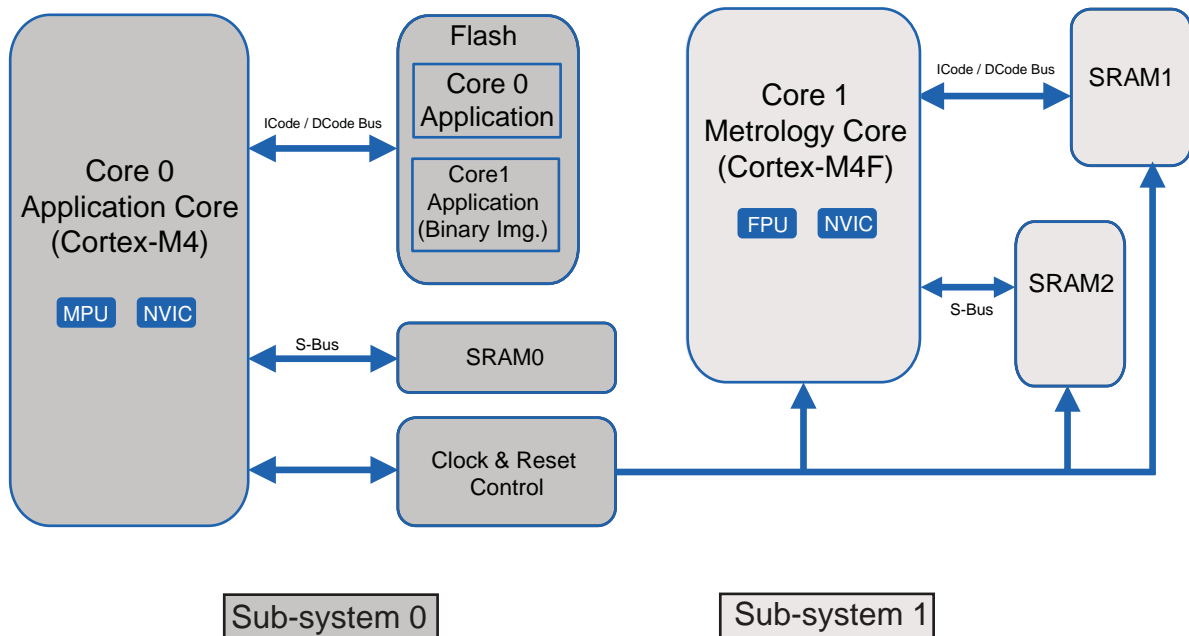 Core 0
Application Core
(Cortex-M4)
MPU
NVIC
ICode / DCode Bus
Flash
Core 0
Application
Core1
Application
(Binary Img.)
S-Bus
SRAM0
Clock & Reset
Control
Core 1
Metrology Core
(Cortex-M4F)
FPU
NVIC
ICode / DCode Bus
SRAM1
S-Bus
SRAM2
Sub-system 0
Sub-system 1